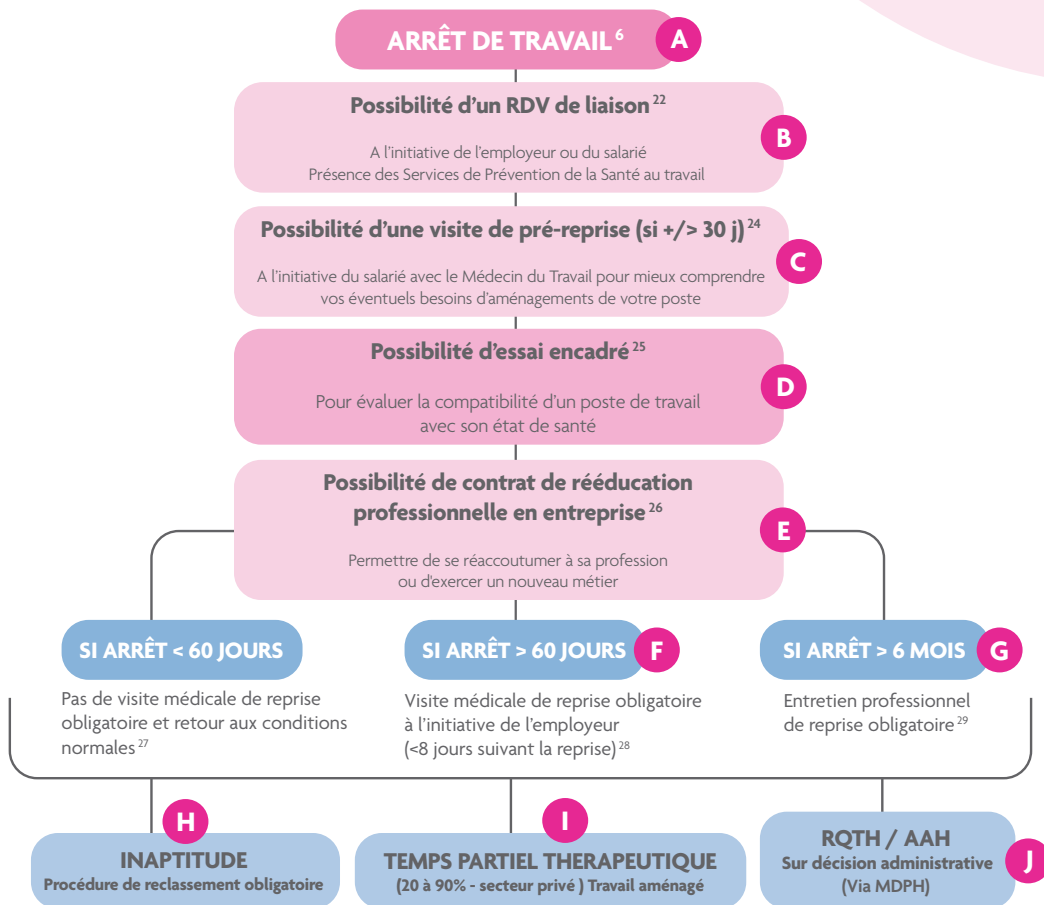 ARRÊT DE TRAVAIL 6
A
Possibilité d'un RDV de liaison 22
A l'initiative de l'employeur ou du salarié
Présence des Services de Prévention de la Santé au travail
B
Possibilité d'une visite de pré-reprise (si +/> 30 j) 24
A l'initiative du salarié avec le Médecin du Travail pour mieux comprendre
vos éventuels besoins d'aménagements de votre poste
C
Possibilité d'essai encadré 25
Pour évaluer la compatibilité d'un poste de travail
avec son état de santé
D
Possibilité de contrat de rééducation
professionnelle en entreprise 26
Permettre de se réaccoutumer à sa profession
ou d'exercer un nouveau métier
E
SI ARRÊT < 60 JOURS
Pas de visite médicale de reprise
obligatoire et retour aux conditions
normales 27
SI ARRÊT > 60 JOURS
F
Visite médicale de reprise obligatoire
à l'initiative de l'employeur
(<8 jours suivant la reprise) 28
SI ARRÊT > 6 MOIS
G
Entretien professionnel
de reprise obligatoire 29
H
INAPTITUDE
Procédure de reclassement obligatoire
I
TEMPS PARTIEL THERAPEUTIQUE
(20 à 90% - secteur privé ) Travail aménagé
RQTH / AAH
Sur décision administrative
(Via MDPH)
J